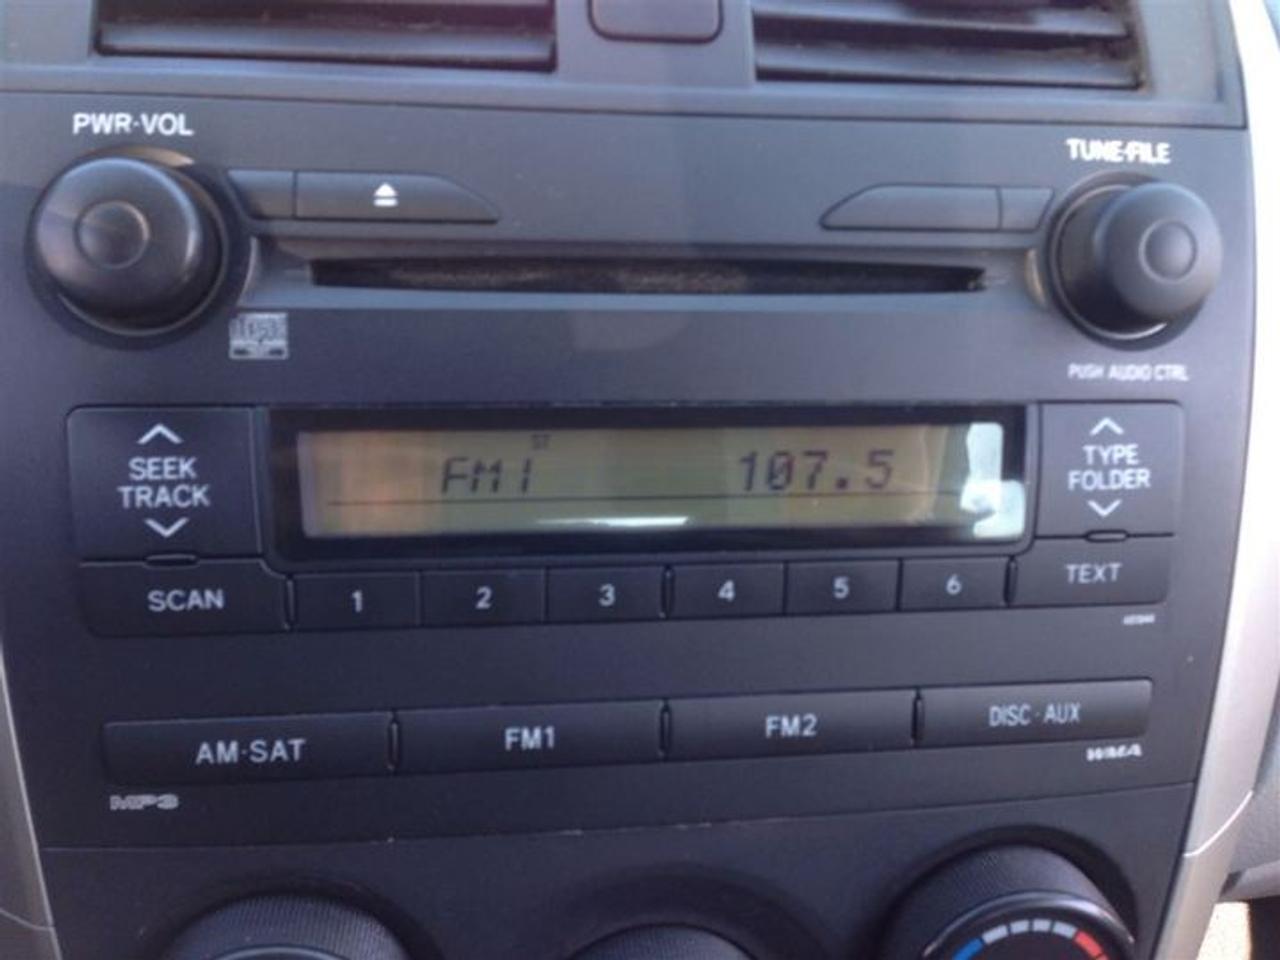 PWR·VOL
TUNE·FILE
PUSH AUDIO CTRL
SEEK
TRACK
ST
FM1 107.5
TYPE
FOLDER
SCAN
1 2 3 4 5 6
TEXT
AM·SAT
FM1
FM2
DISC·AUX
MP3
WMA